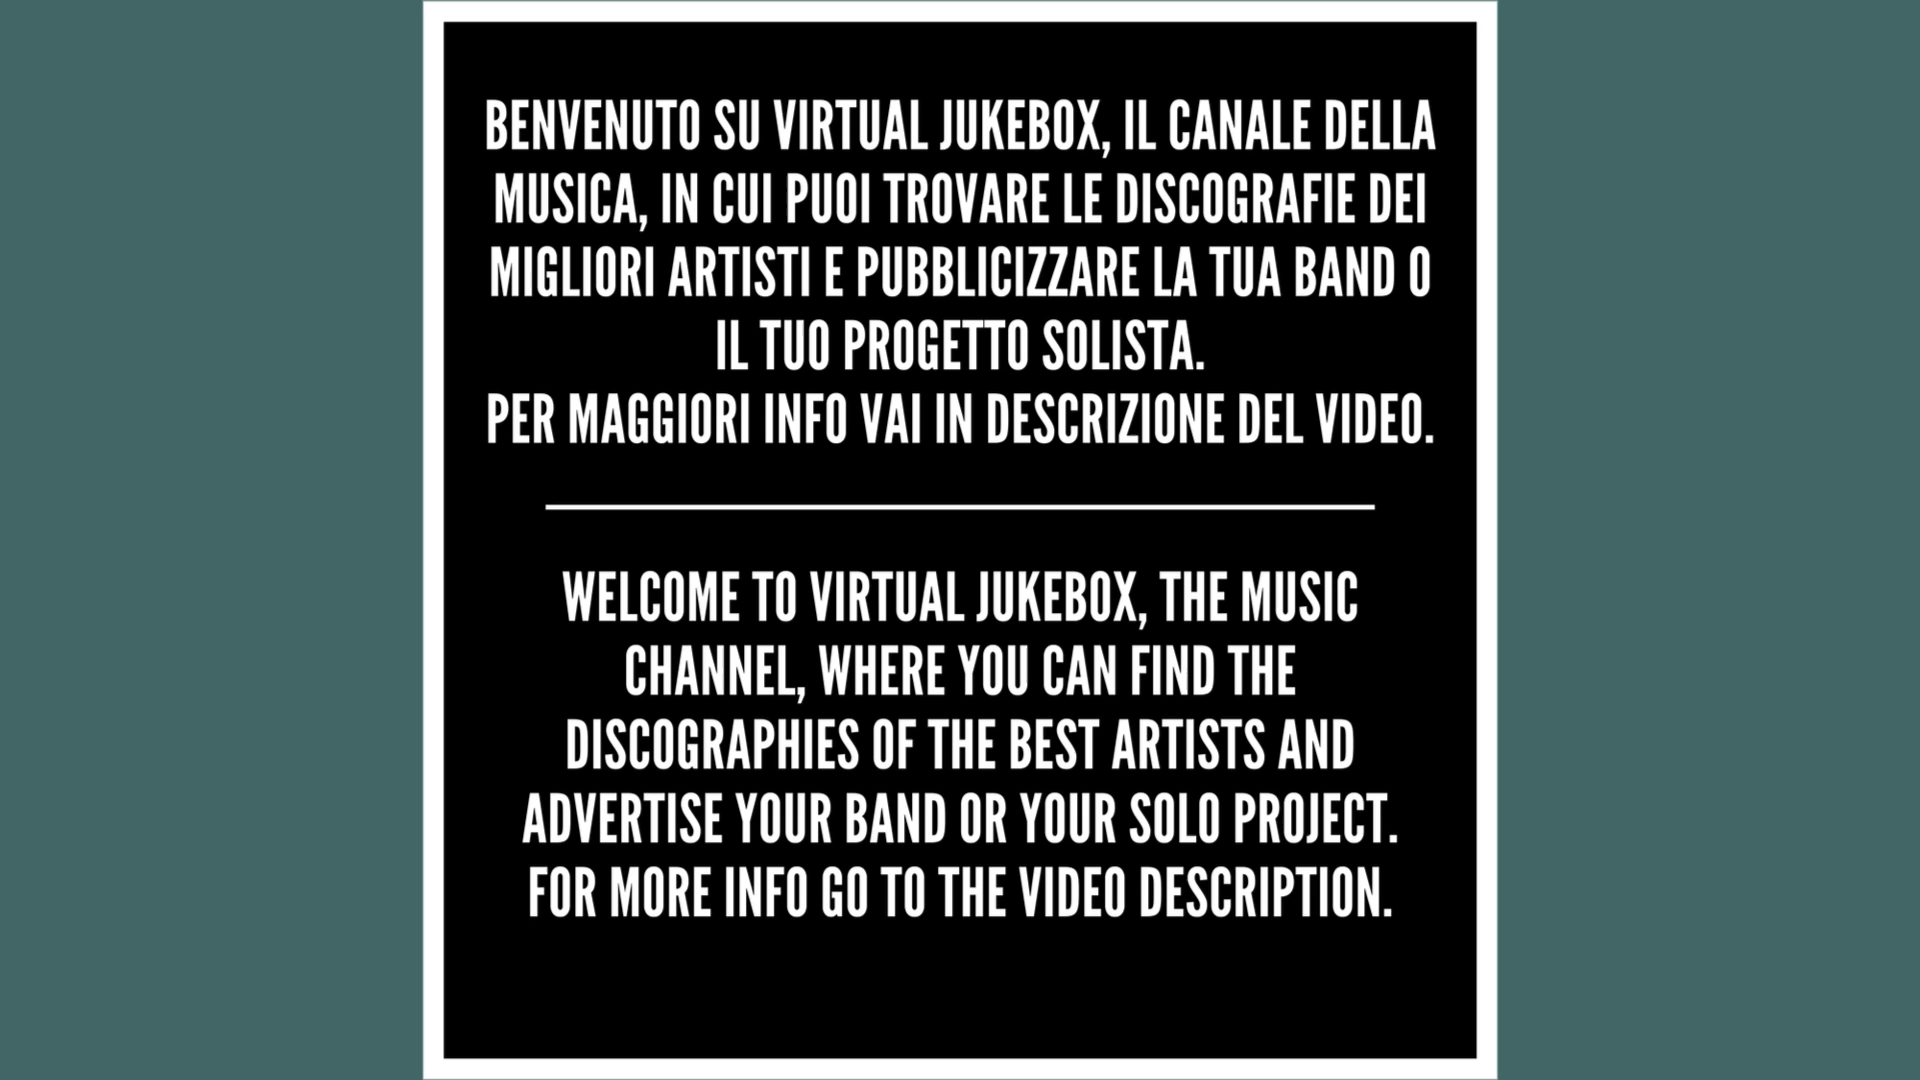 BENVENUTO SU VIRTUAL JUKEBOX, IL CANALE DELLA
MUSICA, IN CUI PUOI TROVARE LE DISCOGRAFIE DEI
MIGLIORI ARTISTI E PUBBLICIZZARE LA TUA BAND O
IL TUO PROGETTO SOLISTA.
PER MAGGIORI INFO VAI IN DESCRIZIONE DEL VIDEO.
WELCOME TO VIRTUAL JUKEBOX, THE MUSIC
CHANNEL, WHERE YOU CAN FIND THE
DISCOGRAPHIES OF THE BEST ARTISTS AND
ADVERTISE YOUR BAND OR YOUR SOLO PROJECT.
FOR MORE INFO GO TO THE VIDEO DESCRIPTION.